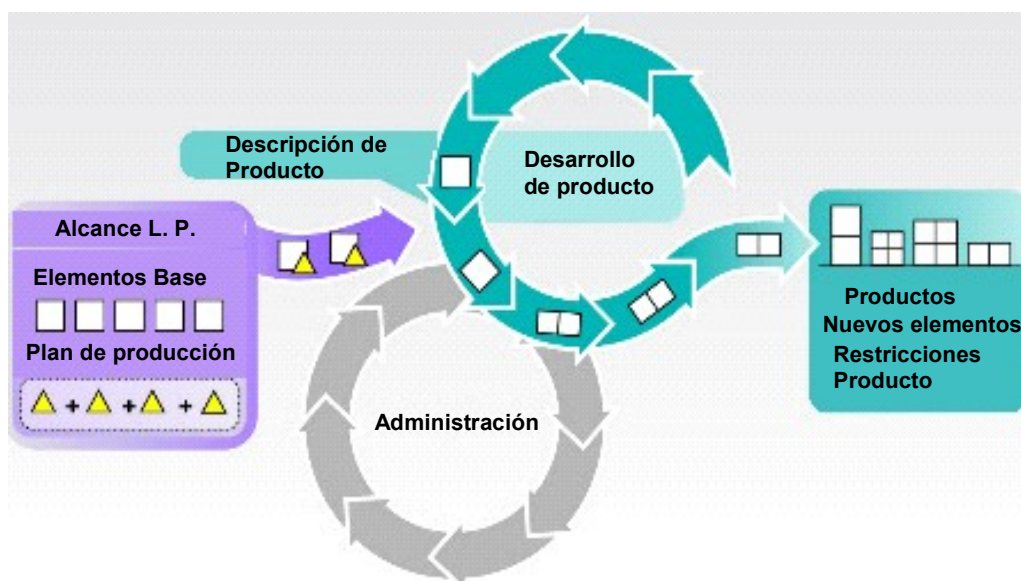 Descripción de
Producto
Desarrollo
de producto
Alcance L. P.
Elementos Base
Plan de producción
+ + +
Administración
Productos
Nuevos elementos
Restricciones
Producto